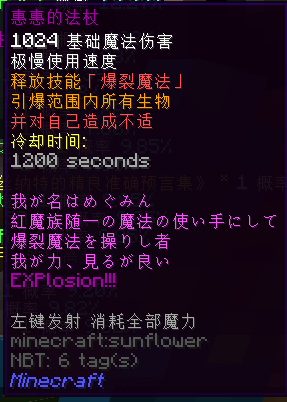 惠惠的法杖
1024 基础魔法伤害
极慢使用速度
释放技能「爆裂魔法」
引爆范围内所有生物
并对自己造成不适
冷却时间:
1200 seconds
我が名はめぐみん
紅魔族随一の魔法の使い手にして
爆裂魔法を操りし者
我が力、見るが良い
EXPlosion!!!
左键发射 消耗全部魔力
minecraft:sunflower
NBT: 6 tag(s)
Minecraft